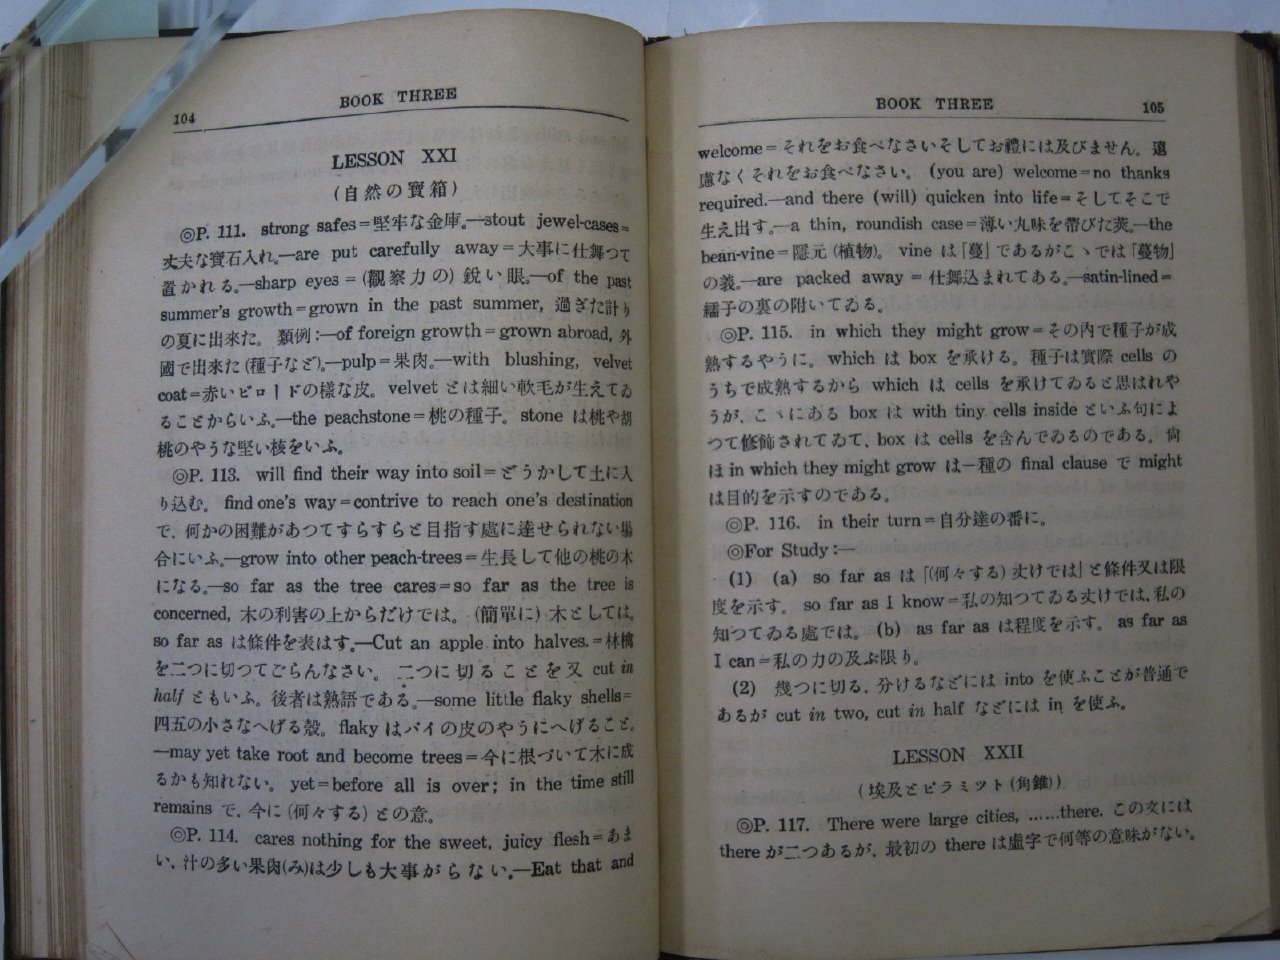 BOOK THREE
104
LESSON XXI
(自然の寶箱)
◎P. 111. strong safes=堅牢な金庫。—stout jewel-cases=
丈夫な寶石入れ。—are put carefully away=大事に仕舞つて
置かれる。—sharp eyes=(觀察力の) 銳い眼。—of the past
summer's growth=grown in the past summer, 過ぎた計り
の夏に出來た。 類例:—of foreign growth=grown abroad, 外
國で出來た (種子など)。—pulp=果肉。—with blushing, velvet
coat=赤いビロードの樣な皮。 velvet とは細い軟毛が生えてゐ
ることからいふ。—the peachstone=桃の種子。 stone は桃や胡
桃のやうな堅い核をいふ。
◎P. 113. will find their way into soil=どうかして土に入
り込む。 find one's way=contrive to reach one's destination
で、何かの困難があつてすらすらと目指す處に達せられない場
合にいふ。—grow into other peach-trees=生長して他の桃の木
になる。—so far as the tree cares=so far as the tree is
concerned, 木の利害の上からだけでは。 (簡單に) 木としては。
so far as は條件を表はす。—Cut an apple into halves.=林檎
を二つに切つてごらんなさい。 二つに切ることを又 cut in
half ともいふ。後者は熟語である。—some little flaky shells=
四五の小さなへげる殼。 flaky はパイの皮のやうにへげること。
—may yet take root and become trees=今に根づいて木に成
るかも知れない。 yet=before all is over; in the time still
remains で、今に (何々する) との意。
◎P. 114. cares nothing for the sweet, juicy flesh=あま
い、汁の多い果肉(み)は少しも大事がらない。—Eat that and
BOOK THREE
105
welcome=それをお食べなさいそしてお禮には及びません。遠
慮なくそれをお食べなさい。 (you are) welcome=no thanks
required.—and there (will) quicken into life=そしてそこで
生え出す。—a thin, roundish case=薄い丸味を帶びた莢。—the
bean-vine=隱元 (植物)。 vine は「蔓」であるがこゝでは「蔓物」
の義。—are packed away=仕舞込まれてある。—satin-lined=
繻子の裏の附いてゐる。
◎P. 115. in which they might grow=その内で種子が成
熟するやうに。 which は box を承ける。種子は實際 cells の
うちで成熟するから which は cells を承けてゐると思はれや
うが、こゝにある box は with tiny cells inside といふ句によ
つて修飾されてゐて、box は cells を含んでゐるのである。 尙
ほ in which they might grow は一種の final clause で might
は目的を示すのである。
◎P. 116. in their turn=自分達の番に。
◎For Study:—
(1) (a) so far as は「(何々する) 丈けでは」と條件又は限
度を示す。 so far as I know=私の知つてゐる丈けでは、私の
知つてゐる處では。 (b) as far as は程度を示す。 as far as
I can=私の力の及ぶ限り。
(2) 幾つに切る、分けるなどには into を使ふことが普通で
あるが cut in two, cut in half などには in を使ふ。
LESSON XXII
(埃及とピラミツト(角錐))
◎P. 117. There were large cities, ......there. この文には
there が二つあるが、最初の there は虛字で何等の意味がない。